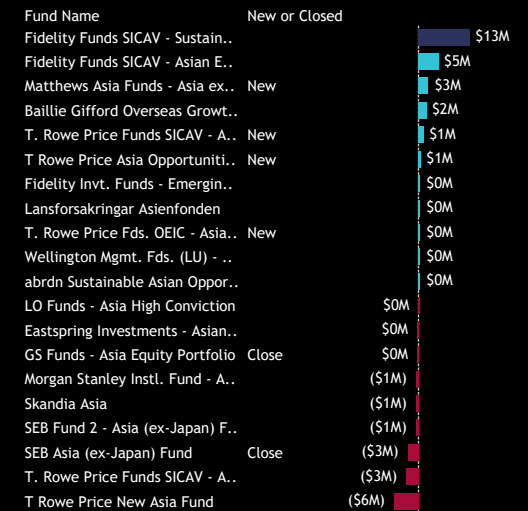 Fund Name New or Closed
Fidelity Funds SICAV - Sustain.. $13M
Fidelity Funds SICAV - Asian E.. $5M
Matthews Asia Funds - Asia ex.. New $3M
Baillie Gifford Overseas Growt.. $2M
T. Rowe Price Funds SICAV - A.. New $1M
T Rowe Price Asia Opportuniti.. New $1M
Fidelity Invt. Funds - Emergin.. $0M
Lansforsakringar Asienfonden $0M
T. Rowe Price Fds. OEIC - Asia.. New $0M
Wellington Mgmt. Fds. (LU) - .. $0M
abrdn Sustainable Asian Oppor.. $0M
LO Funds - Asia High Conviction $0M
Eastspring Investments - Asian.. $0M
GS Funds - Asia Equity Portfolio Close $0M
Morgan Stanley Instl. Fund - A.. ($1M)
Skandia Asia ($1M)
SEB Fund 2 - Asia (ex-Japan) F.. ($1M)
SEB Asia (ex-Japan) Fund Close ($3M)
T. Rowe Price Funds SICAV - A.. ($3M)
T Rowe Price New Asia Fund ($6M)